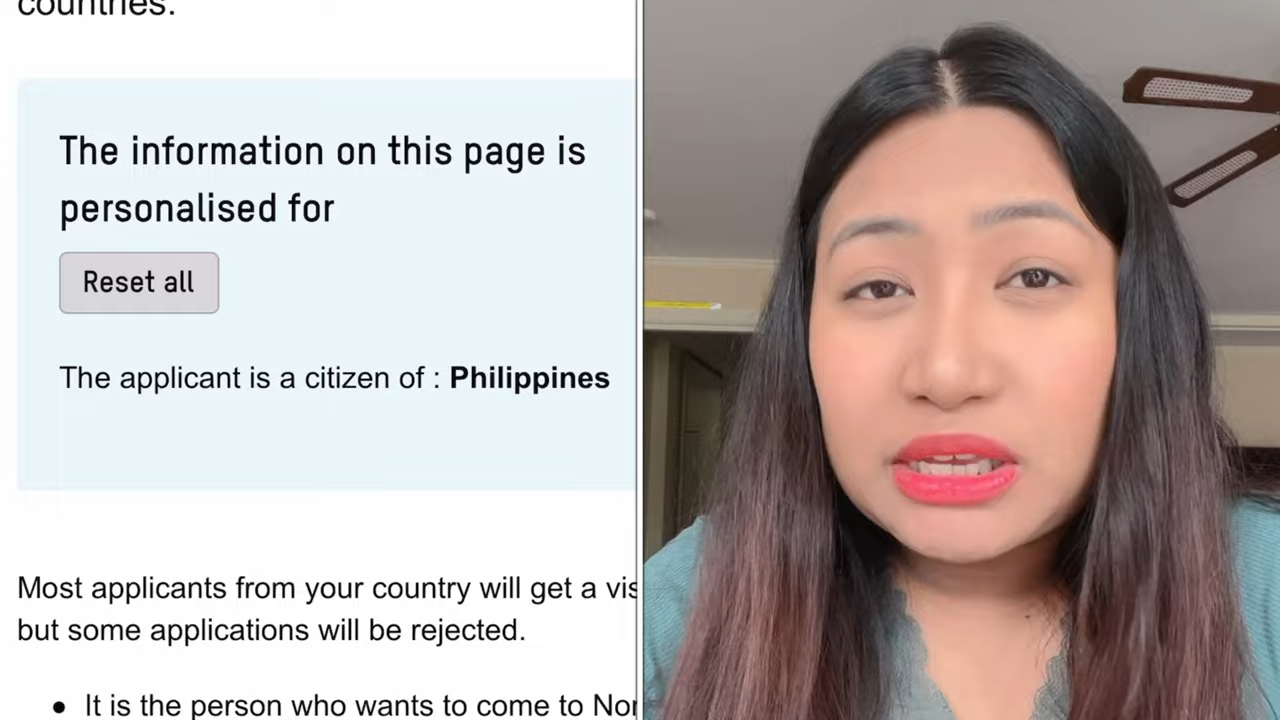 countries.
The information on this page is
personalised for
Reset all
The applicant is a citizen of : Philippines
Most applicants from your country will get a vis
but some applications will be rejected.
• It is the person who wants to come to Nor